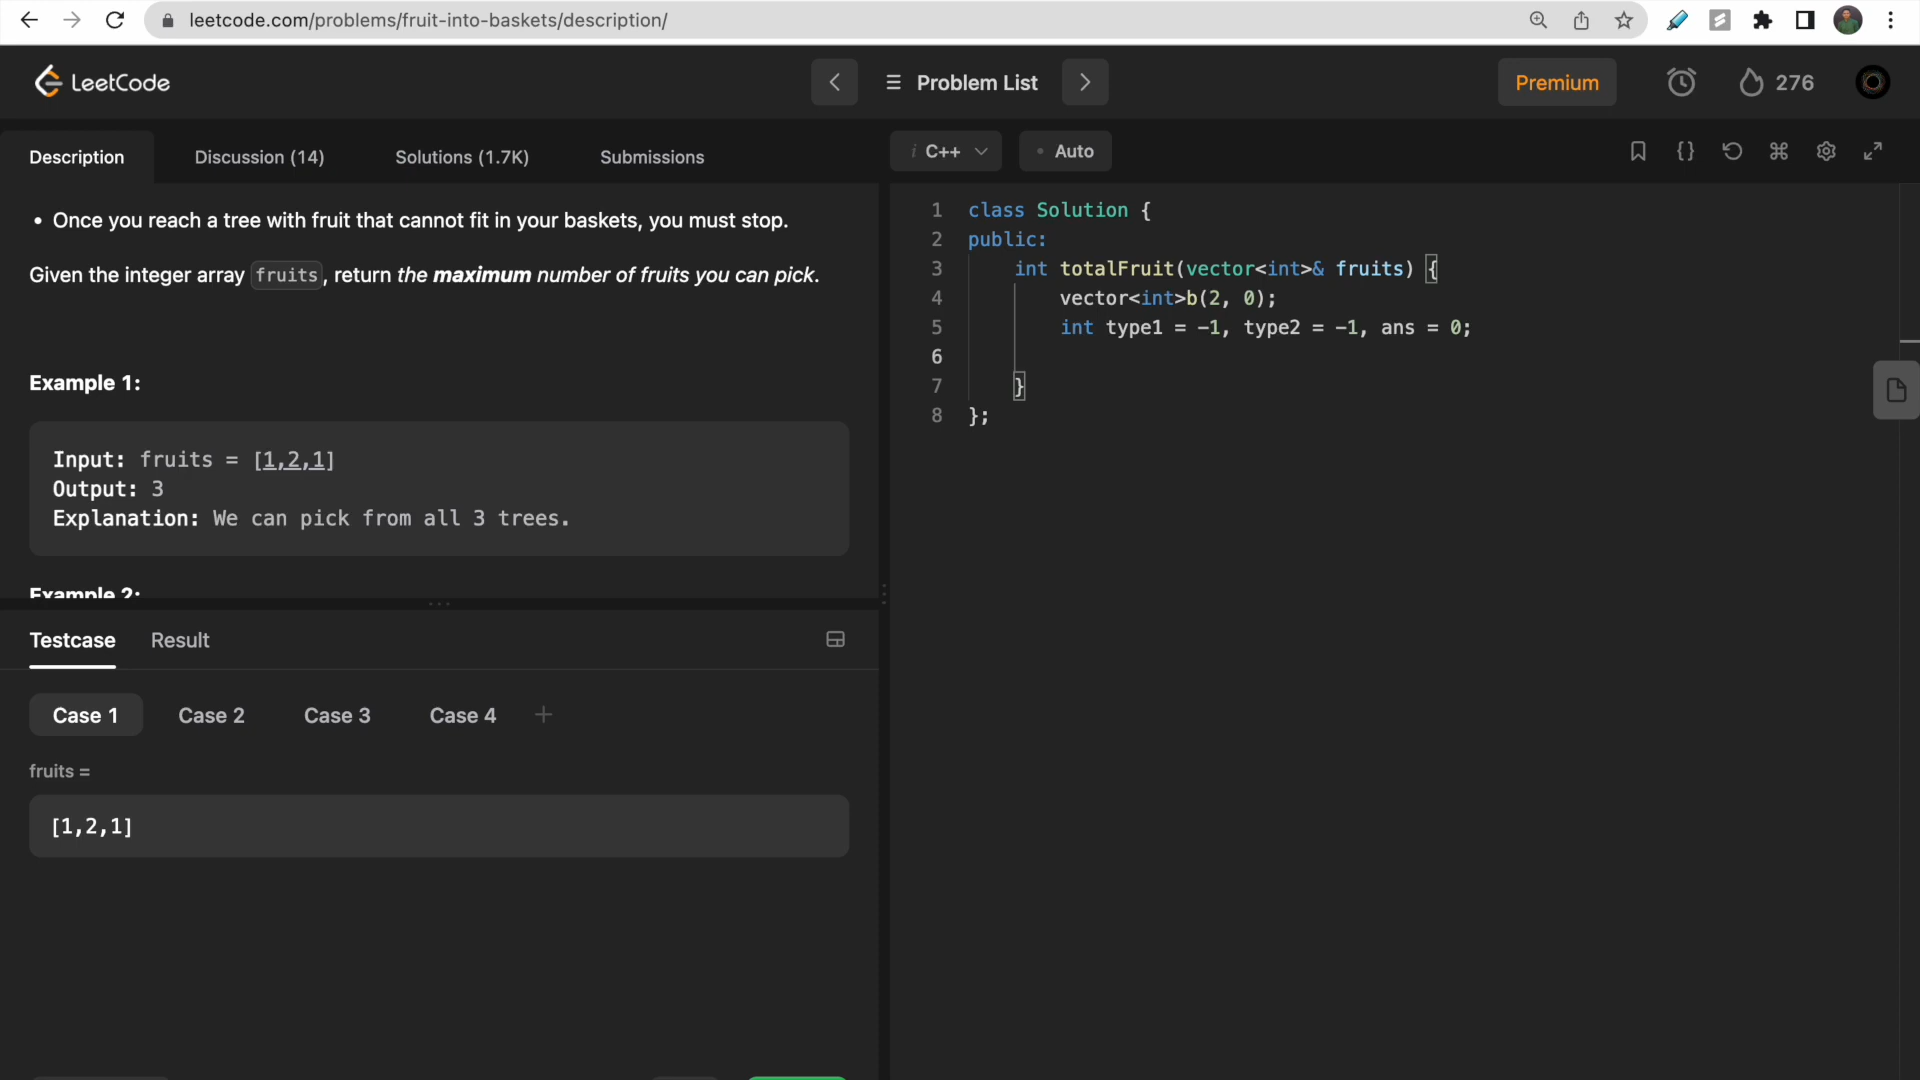 leetcode.com/problems/fruit-into-baskets/description/
LeetCode
Problem List
Premium
276
Description
Discussion (14)
Solutions (1.7K)
Submissions
• Once you reach a tree with fruit that cannot fit in your baskets, you must stop.
Given the integer array fruits, return the maximum number of fruits you can pick.
Example 1:
Input: fruits = [1,2,1]
Output: 3
Explanation: We can pick from all 3 trees.
Example 2:
Testcase
Result
Case 1
Case 2
Case 3
Case 4
+
fruits =
[1,2,1]
i C++
• Auto
{}
1 class Solution {
2 public:
3 int totalFruit(vector<int>& fruits) {
4 vector<int>b(2, 0);
5 int type1 = -1, type2 = -1, ans = 0;
6
7 }
8 };